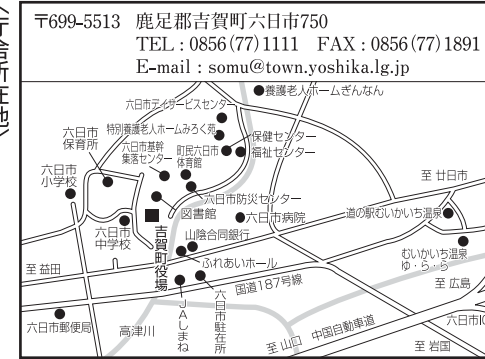 〈庁舎所在地〉
〒699-5513 鹿足郡吉賀町六日市750
TEL : 0856(77)1111 FAX : 0856(77)1891
E-mail : somu@town.yoshika.lg.jp
養護老人ホームぎんなん
六日市デイサービスセンター
特別養護老人ホームみろく苑
保健センター
福祉センター
六日市
保育所
六日市基幹
集落センター
町民六日市
体育館
六日市
小学校
六日市防災センター
図書館
六日市病院
六日市
中学校
吉賀町役場
山陰合同銀行
ふれあいホール
国道187号線
至 廿日市
道の駅むかいかち温泉
むいかいち温泉
ゆ・ら・ら
至 益田
至 広島
六日市郵便局
高津川
JAしまね
六日市駐在所
至 山口
中国自動車道
六日市IC
至 岩国